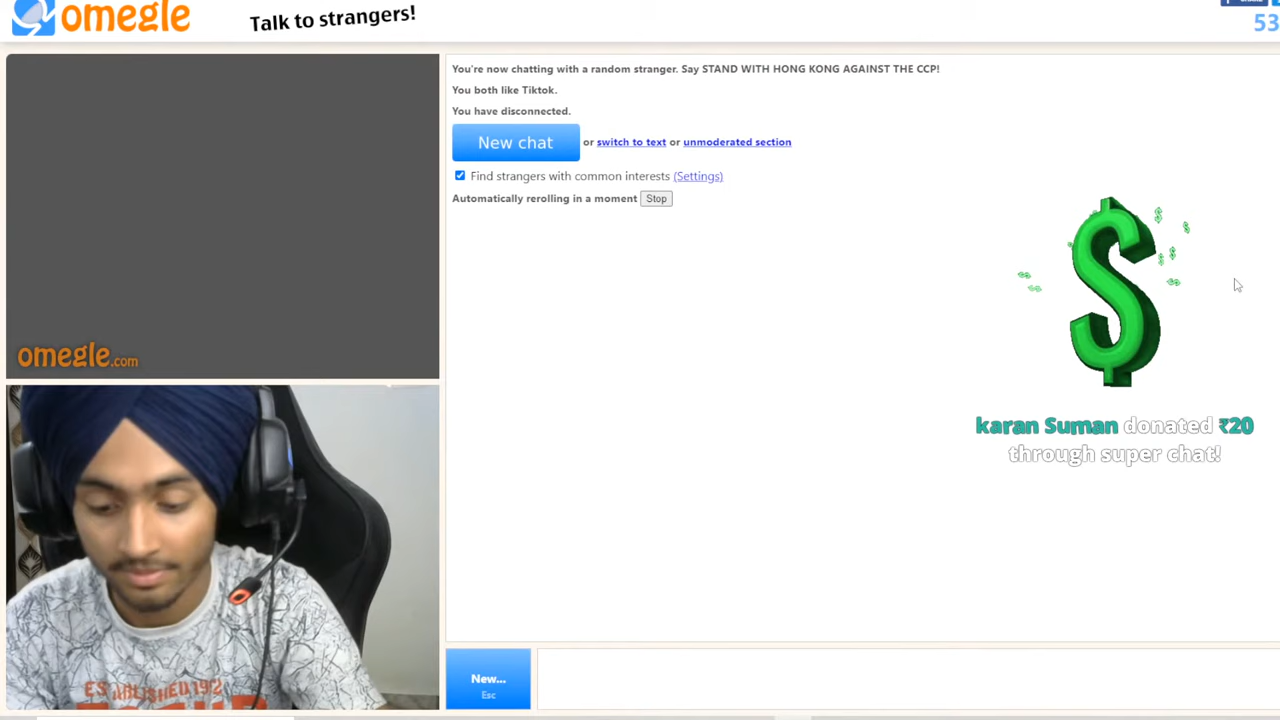 omegle
Talk to strangers!
53
You're now chatting with a random stranger. Say STAND WITH HONG KONG AGAINST THE CCP!
You both like Tiktok.
You have disconnected.
New chat or switch to text or unmoderated section
Find strangers with common interests (Settings)
Automatically rerolling in a moment Stop
karan Suman donated ₹20
through super chat!
omegle.com
New...
Esc
ESTABLISHED 1912